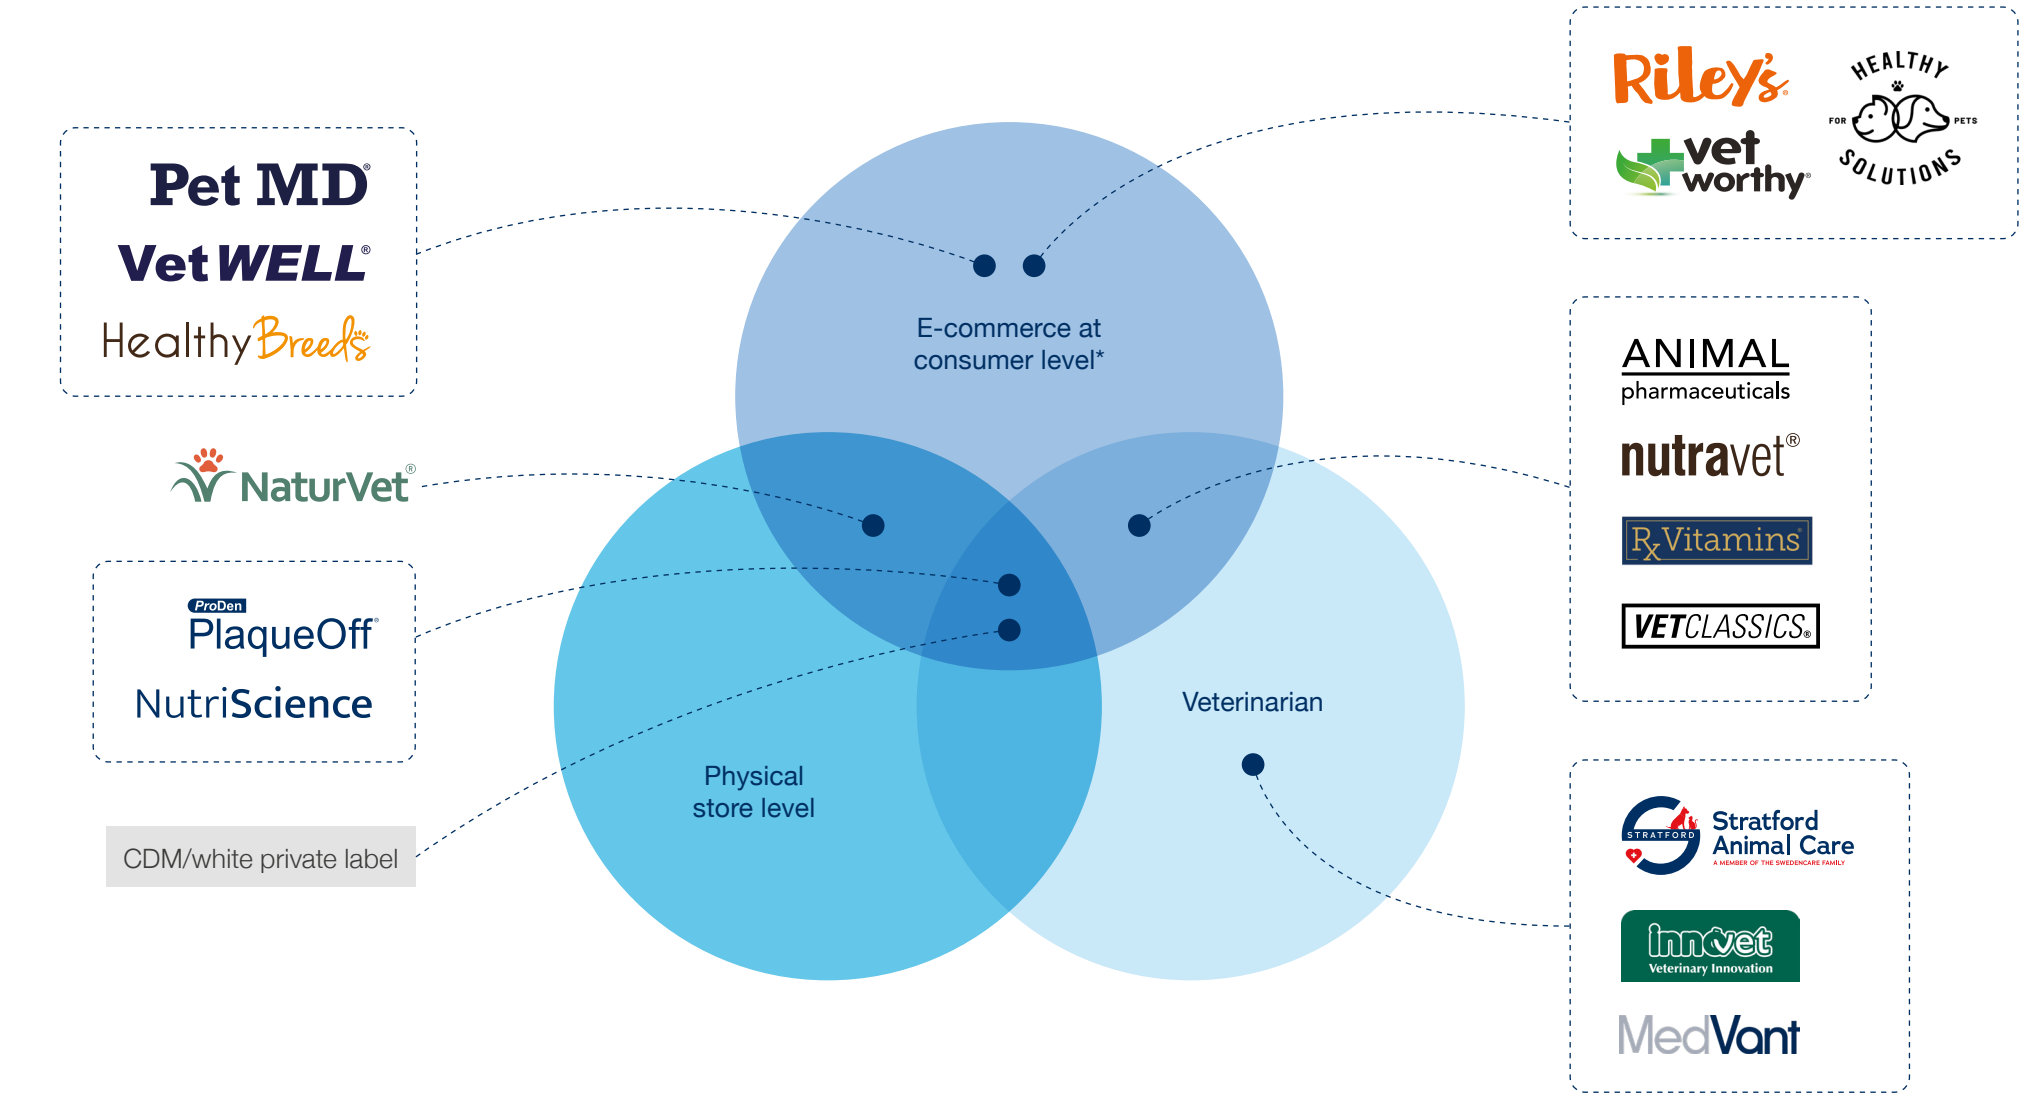 Pet MD®
VetWELL®
HealthyBreeds
NaturVet®
ProDen
PlaqueOff®
NutriScience
CDM/white private label
E-commerce at
consumer level*
Physical
store level
Veterinarian
Riley's®
vet
worthy®
HEALTHY
FOR PETS
SOLUTIONS
ANIMAL
pharmaceuticals
nutravet®
Rx Vitamins®
VETCLASSICS®
STRATFORD
Stratford
Animal Care
A MEMBER OF THE SWEDENCARE FAMILY
innovet
Veterinary Innovation
MedVant